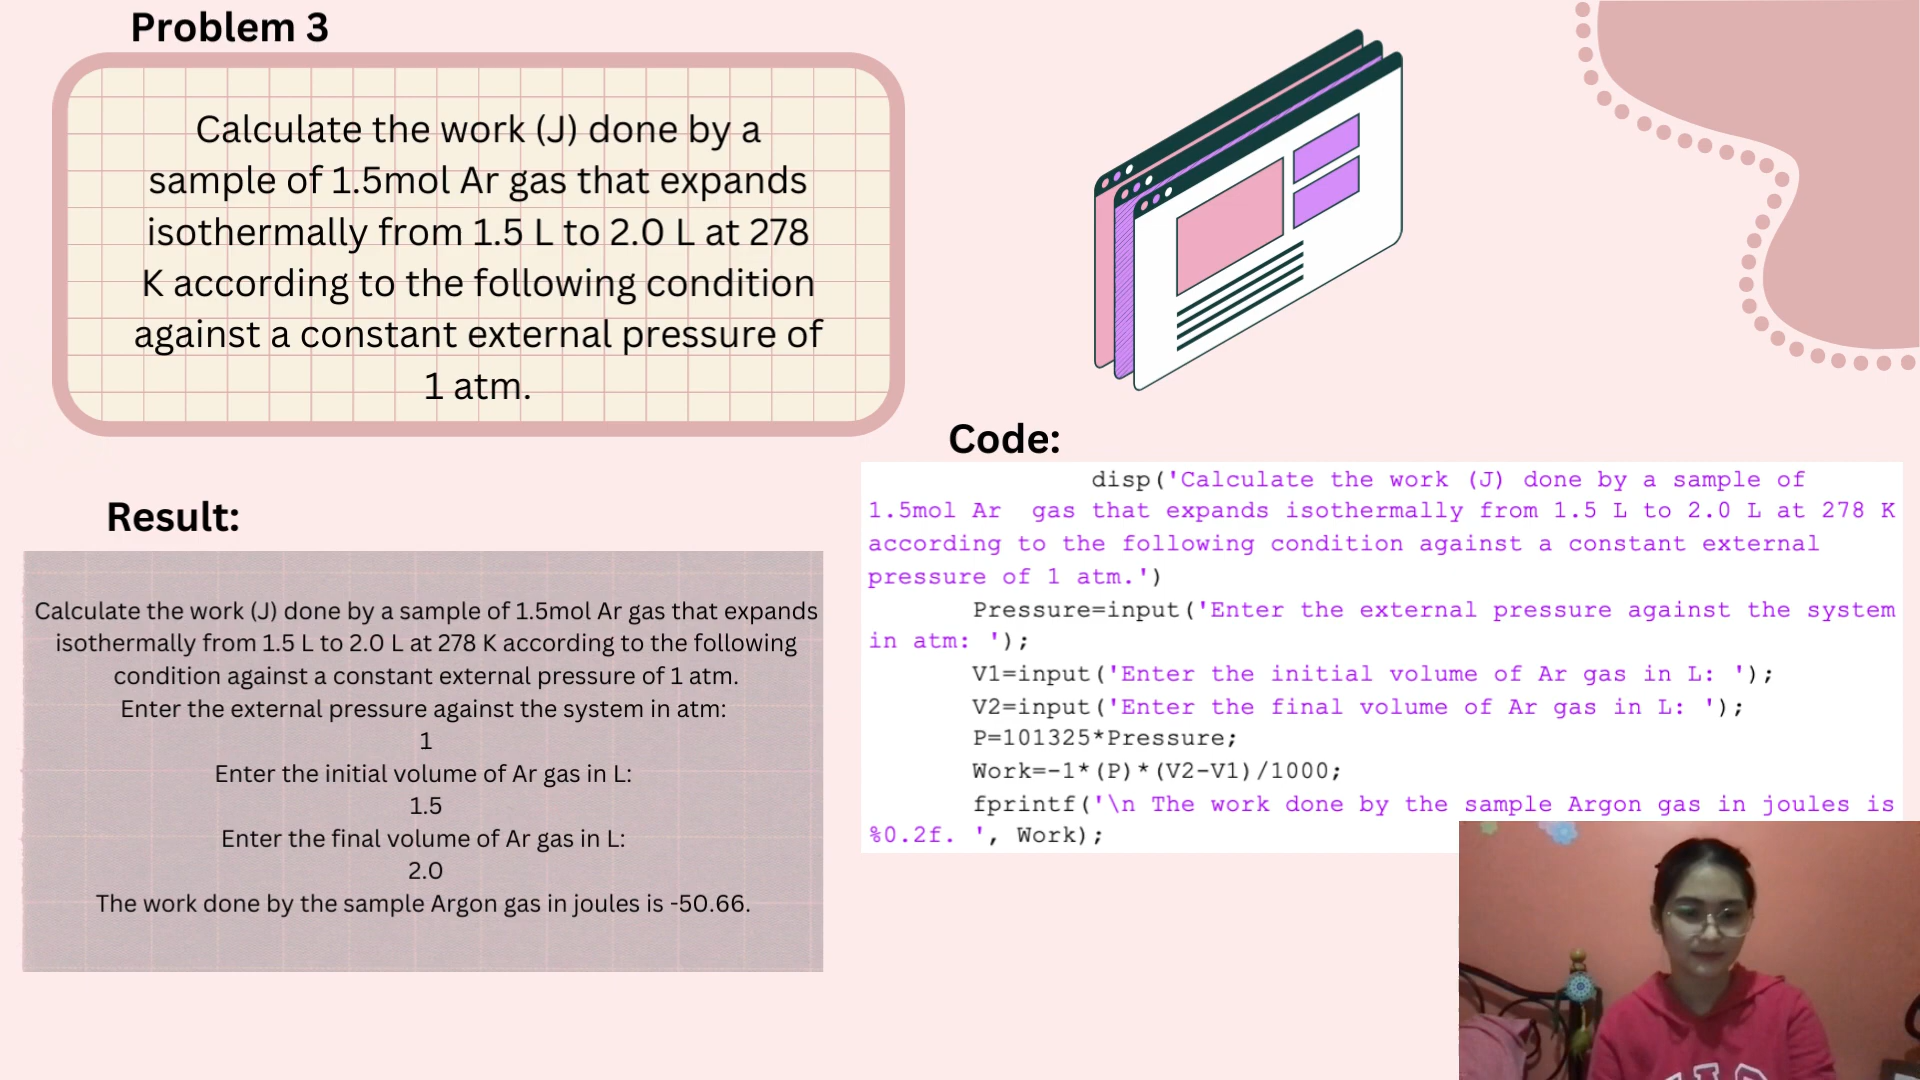 Problem 3
Calculate the work (J) done by a
sample of 1.5mol Ar gas that expands
isothermally from 1.5 L to 2.0 L at 278
K according to the following condition
against a constant external pressure of
1 atm.
Result:
Calculate the work (J) done by a sample of 1.5mol Ar gas that expands
isothermally from 1.5 L to 2.0 L at 278 K according to the following
condition against a constant external pressure of 1 atm.
Enter the external pressure against the system in atm:
1
Enter the initial volume of Ar gas in L:
1.5
Enter the final volume of Ar gas in L:
2.0
The work done by the sample Argon gas in joules is -50.66.
Code:
disp('Calculate the work (J) done by a sample of
1.5mol Ar  gas that expands isothermally from 1.5 L to 2.0 L at 278 K
according to the following condition against a constant external
pressure of 1 atm.')
Pressure=input('Enter the external pressure against the system
in atm: ');
V1=input('Enter the initial volume of Ar gas in L: ');
V2=input('Enter the final volume of Ar gas in L: ');
P=101325*Pressure;
Work=-1*(P)*(V2-V1)/1000;
fprintf('\n The work done by the sample Argon gas in joules is
%0.2f. ', Work);